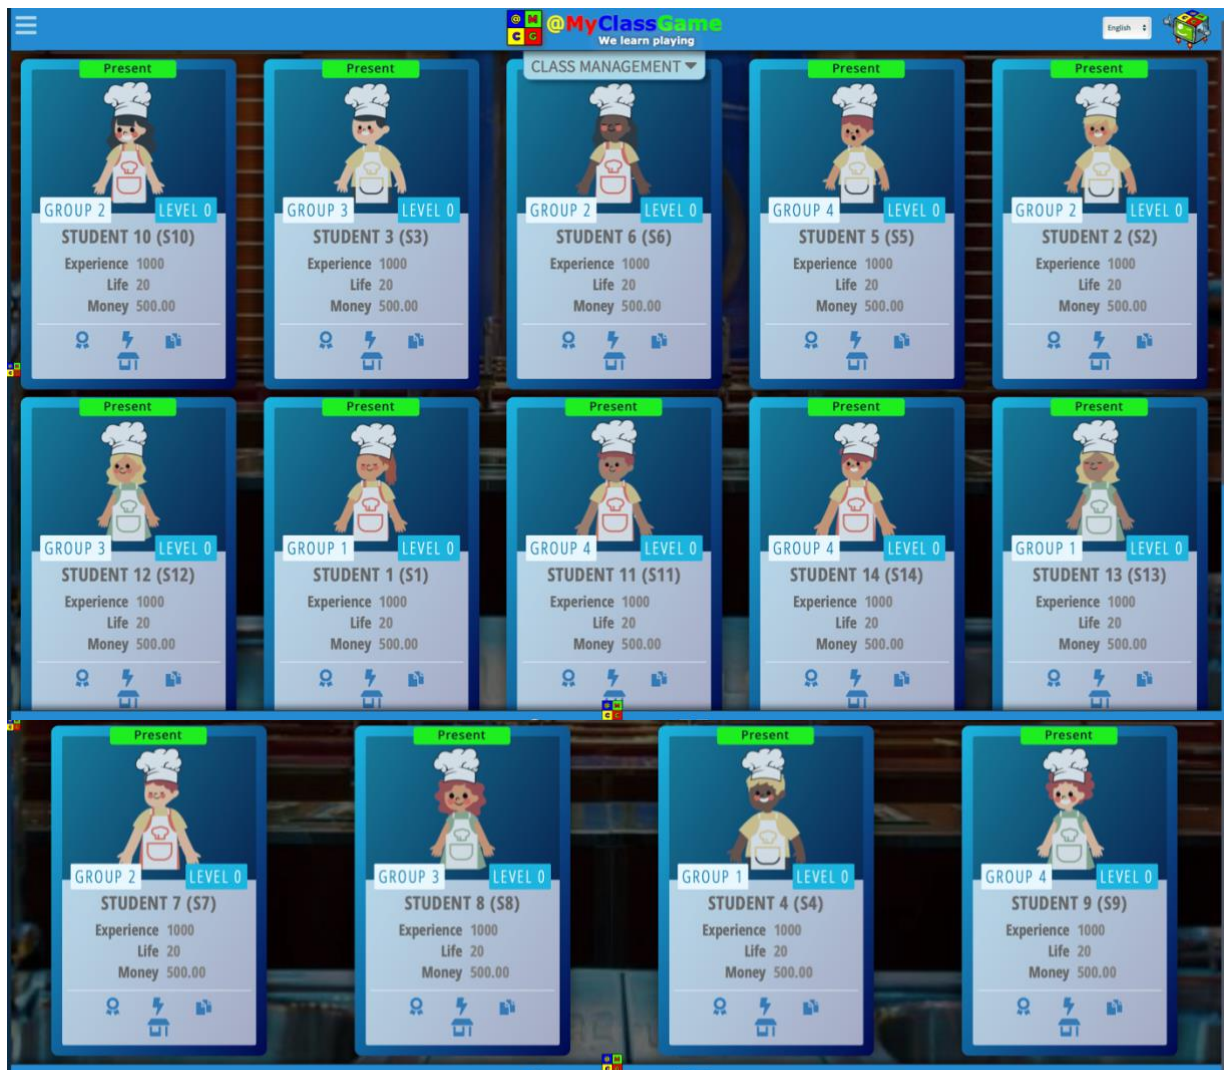 @MyClassGame
We learn playing
English
CLASS MANAGEMENT
Present
GROUP 2
LEVEL 0
STUDENT 10 (S10)
Experience 1000
Life 20
Money 500.00
Present
GROUP 3
LEVEL 0
STUDENT 3 (S3)
Experience 1000
Life 20
Money 500.00
GROUP 2
LEVEL 0
STUDENT 6 (S6)
Experience 1000
Life 20
Money 500.00
Present
GROUP 4
LEVEL 0
STUDENT 5 (S5)
Experience 1000
Life 20
Money 500.00
Present
GROUP 2
LEVEL 0
STUDENT 2 (S2)
Experience 1000
Life 20
Money 500.00
Present
GROUP 3
LEVEL 0
STUDENT 12 (S12)
Experience 1000
Life 20
Money 500.00
Present
GROUP 1
LEVEL 0
STUDENT 1 (S1)
Experience 1000
Life 20
Money 500.00
Present
GROUP 4
LEVEL 0
STUDENT 11 (S11)
Experience 1000
Life 20
Money 500.00
Present
GROUP 4
LEVEL 0
STUDENT 14 (S14)
Experience 1000
Life 20
Money 500.00
Present
GROUP 1
LEVEL 0
STUDENT 13 (S13)
Experience 1000
Life 20
Money 500.00
Present
GROUP 2
LEVEL 0
STUDENT 7 (S7)
Experience 1000
Life 20
Money 500.00
Present
GROUP 3
LEVEL 0
STUDENT 8 (S8)
Experience 1000
Life 20
Money 500.00
Present
GROUP 1
LEVEL 0
STUDENT 4 (S4)
Experience 1000
Life 20
Money 500.00
Present
GROUP 4
LEVEL 0
STUDENT 9 (S9)
Experience 1000
Life 20
Money 500.00